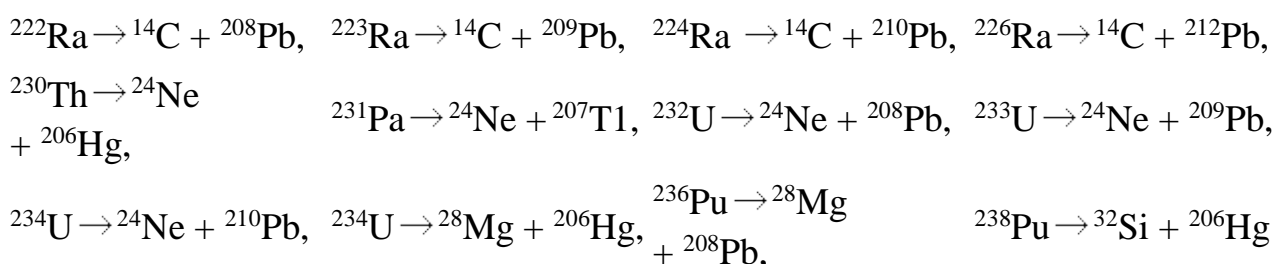 ²²²Ra → ¹⁴C + ²⁰⁸Pb, ²²³Ra → ¹⁴C + ²⁰⁹Pb, ²²⁴Ra → ¹⁴C + ²¹⁰Pb, ²²⁶Ra → ¹⁴C + ²¹²Pb,
²³⁰Th → ²⁴Ne
+ ²⁰⁶Hg,
²³¹Pa → ²⁴Ne + ²⁰⁷T1, ²³²U → ²⁴Ne + ²⁰⁸Pb, ²³³U → ²⁴Ne + ²⁰⁹Pb,
²³⁴U → ²⁴Ne + ²¹⁰Pb, ²³⁴U → ²⁸Mg + ²⁰⁶Hg,
²³⁶Pu → ²⁸Mg
+ ²⁰⁸Pb,
²³⁸Pu → ³²Si + ²⁰⁶Hg